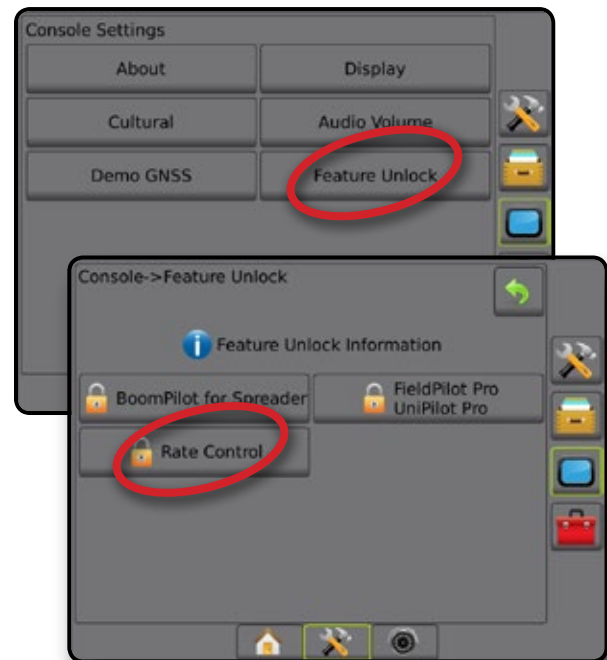 Console Settings
About
Display
Cultural
Audio Volume
Demo GNSS
Feature Unlock
Console->Feature Unlock
Feature Unlock Information
BoomPilot for Spreader
FieldPilot Pro
UniPilot Pro
Rate Control